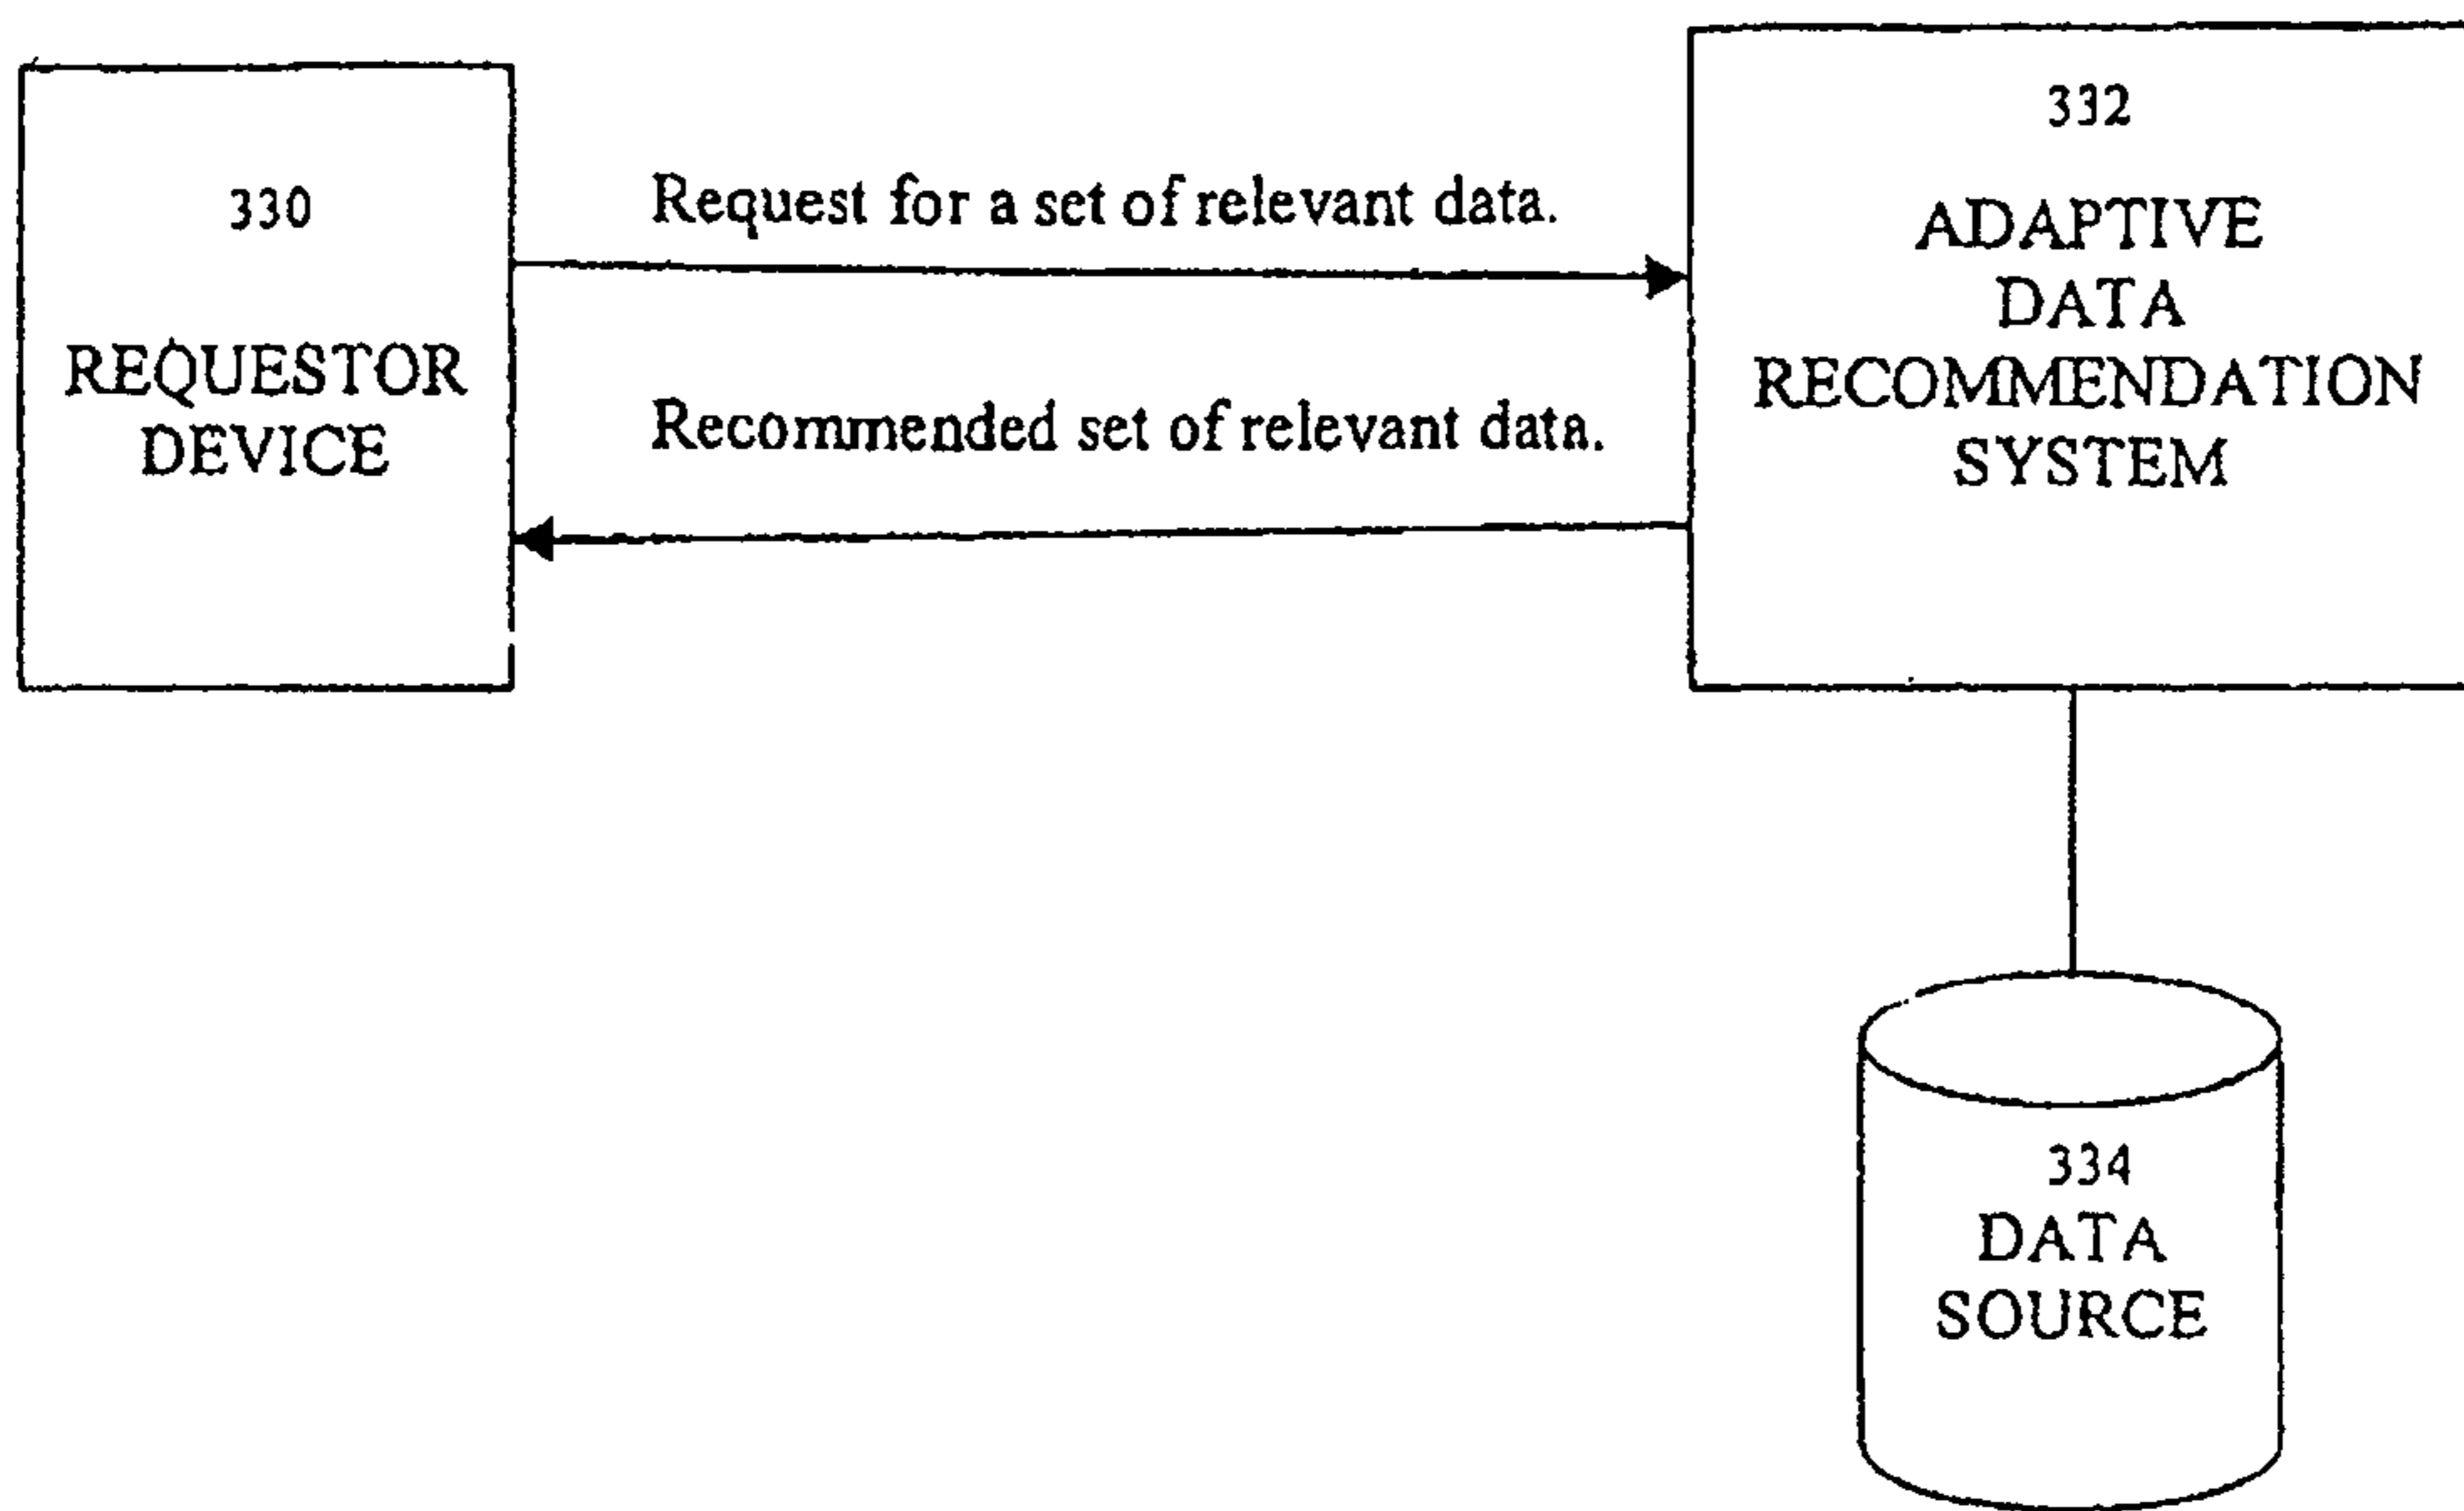 330
REQUESTOR
DEVICE
Request for a set of relevant data.
Recommended set of relevant data.
332
ADAPTIVE
DATA
RECOMMENDATION
SYSTEM
334
DATA
SOURCE